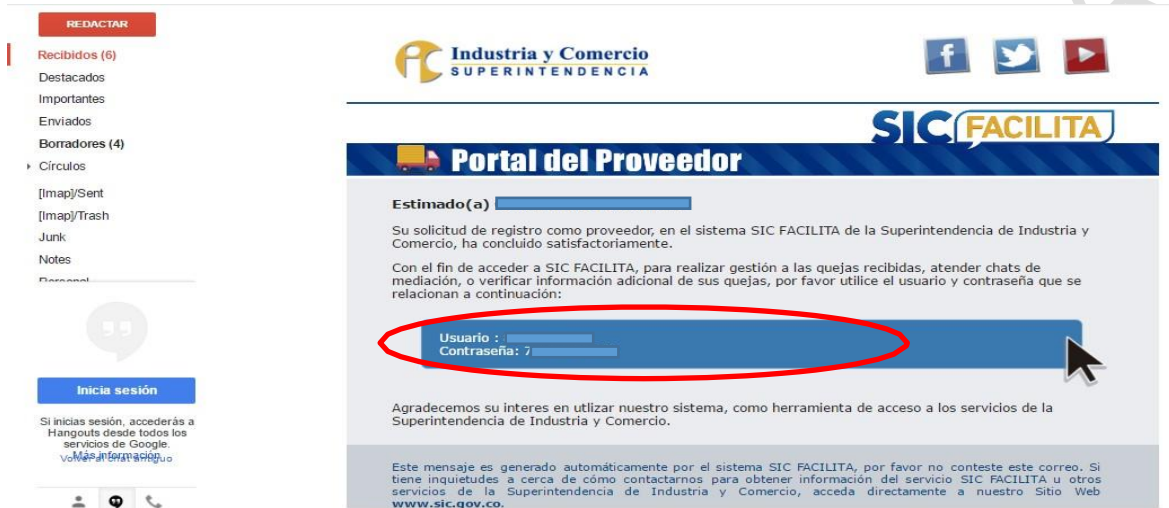 REDACTAR
Recibidos (6)
Destacados
Importantes
Enviados
Borradores (4)
Círculos
[Imap]/Sent
[Imap]/Trash
Junk
Notes
Personal
Inicia sesión
Si inicias sesión, accederás a
Hangouts desde todos los
servicios de Google.
Más información
Industria y Comercio
SUPERINTENDENCIA
SIC FACILITA
Portal del Proveedor
Estimado(a)
Su solicitud de registro como proveedor, en el sistema SIC FACILITA de la Superintendencia de Industria y
Comercio, ha concluido satisfactoriamente.
Con el fin de acceder a SIC FACILITA, para realizar gestión a las quejas recibidas, atender chats de
mediación, o verificar información adicional de sus quejas, por favor utilice el usuario y contraseña que se
relacionan a continuación:
Usuario :
Contraseña: 7
Agradecemos su interes en utlizar nuestro sistema, como herramienta de acceso a los servicios de la
Superintendencia de Industria y Comercio.
Este mensaje es generado automáticamente por el sistema SIC FACILITA, por favor no conteste este correo. Si
tiene inquietudes a cerca de cómo contactarnos para obtener información del servicio SIC FACILITA u otros
servicios de la Superintendencia de Industria y Comercio, acceda directamente a nuestro Sitio Web
www.sic.gov.co.